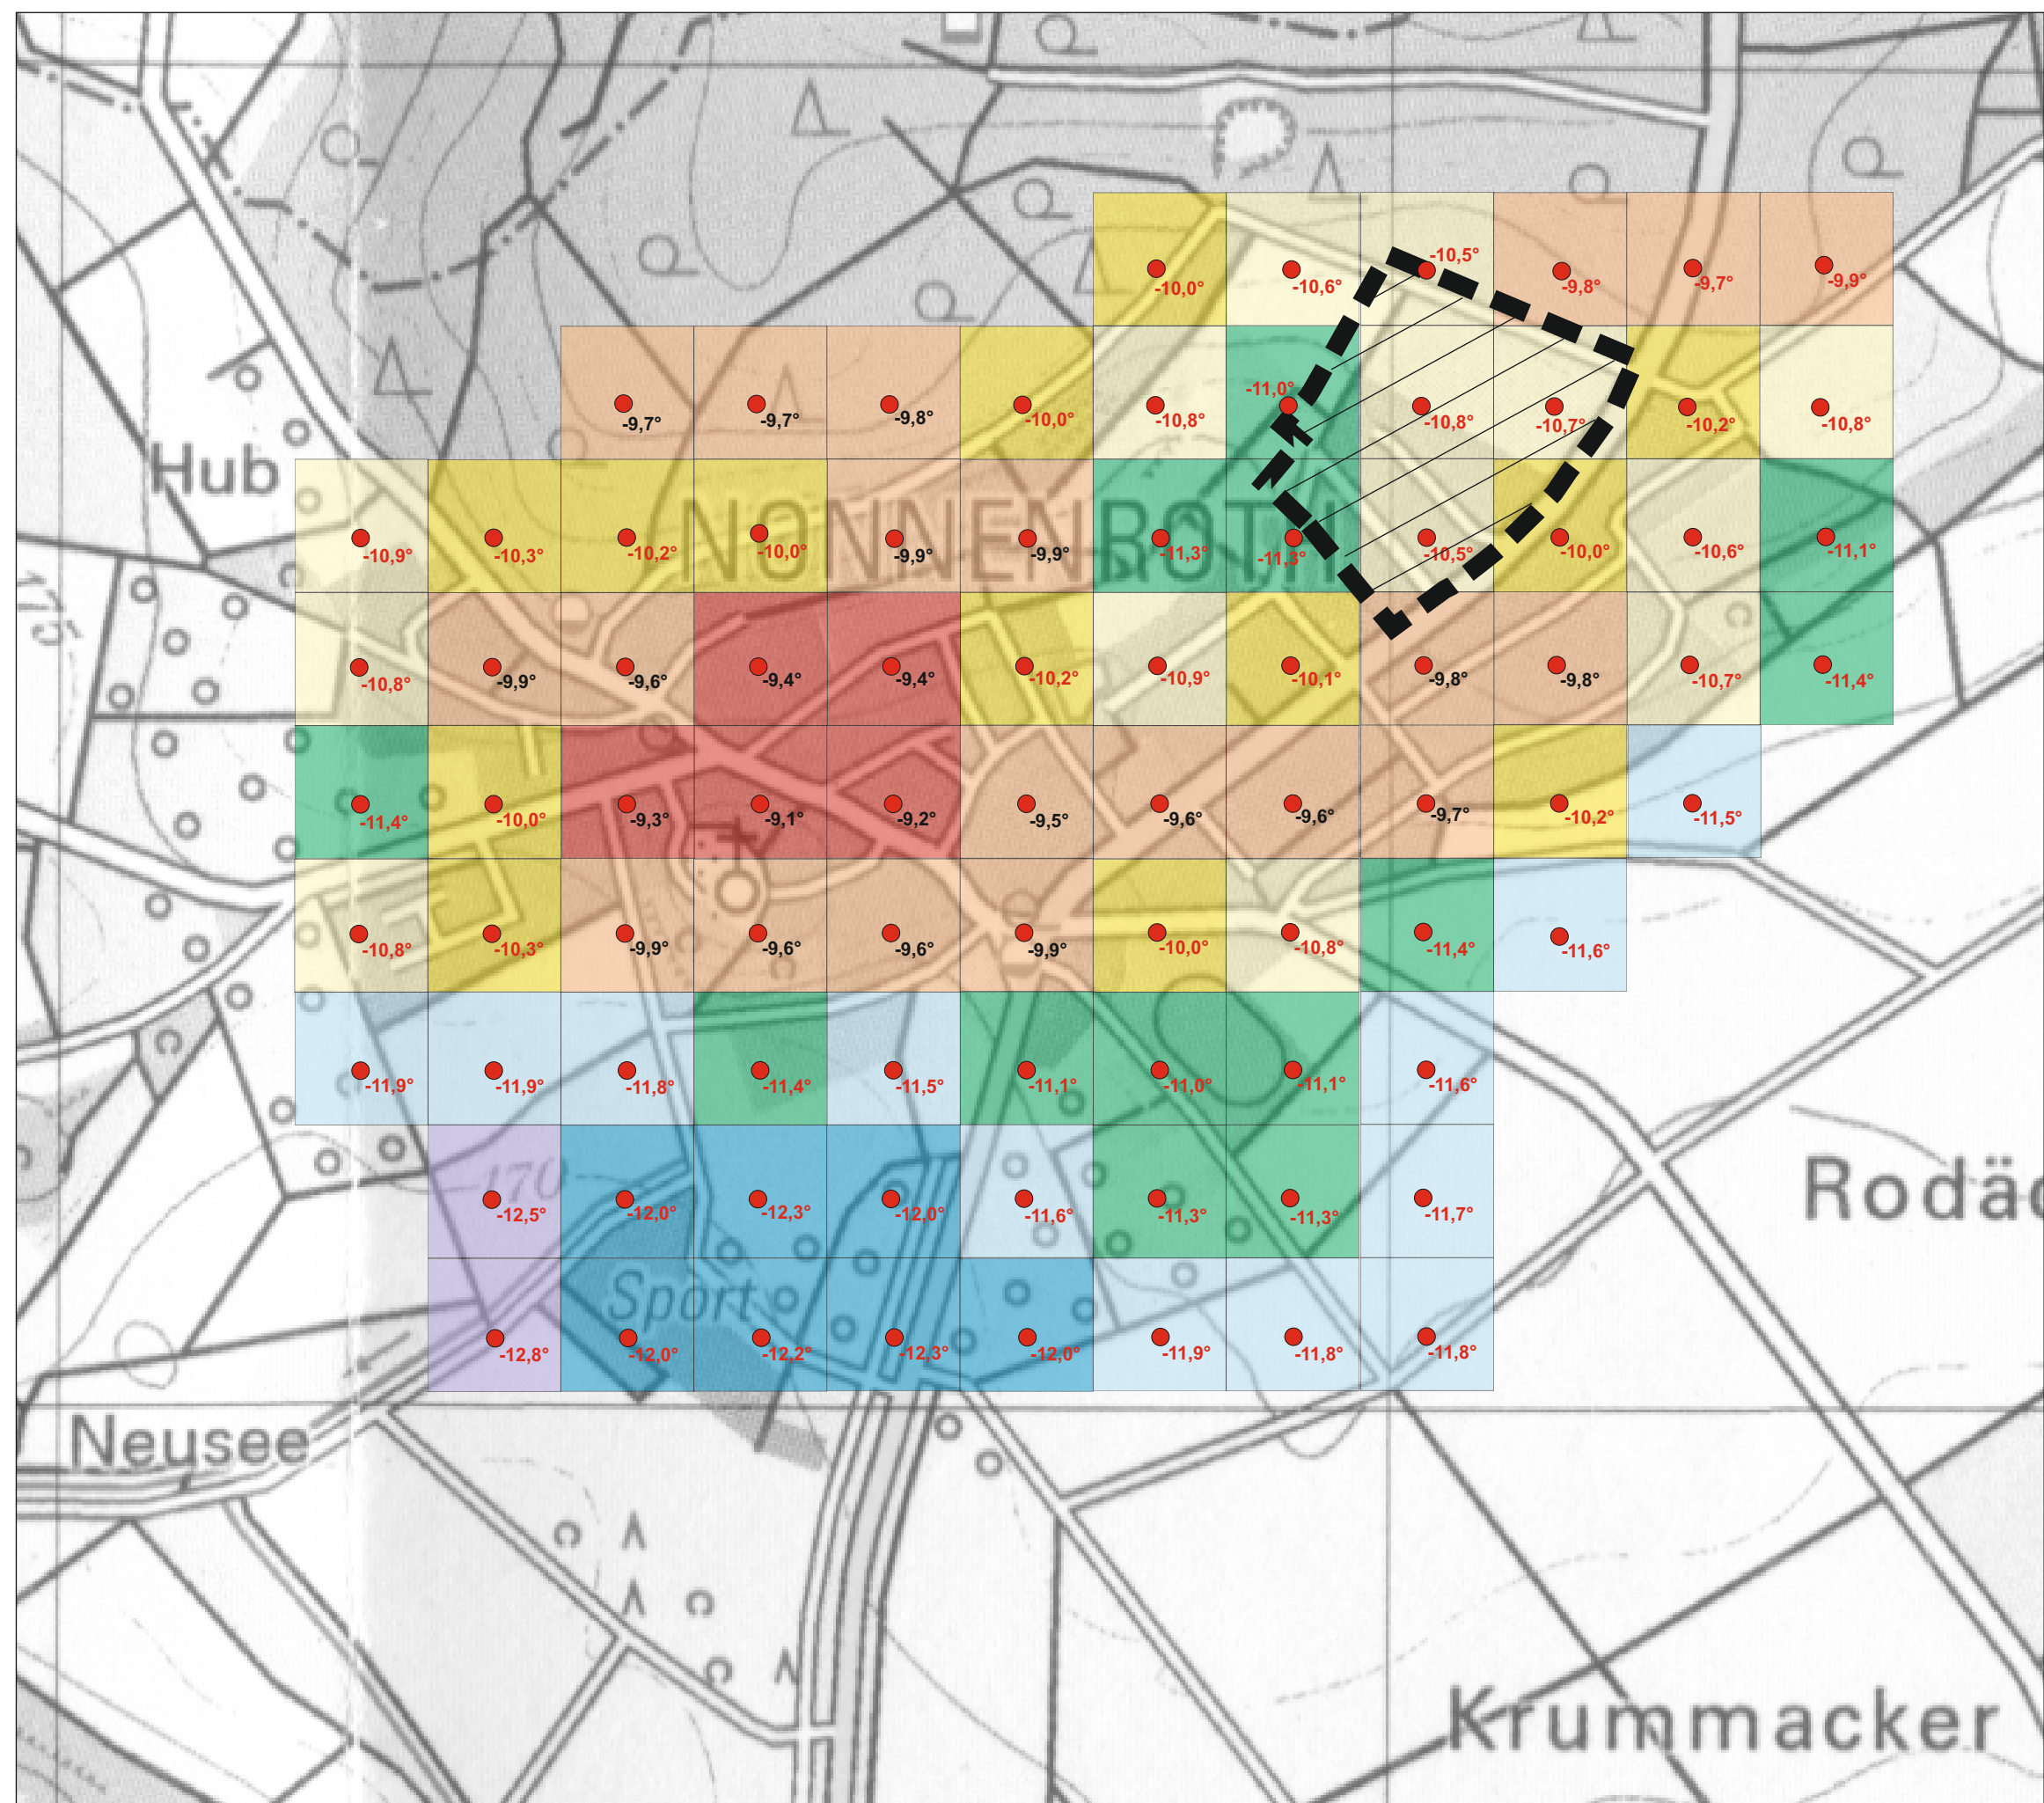 -10,0° -10,6° -10,5° -9,8° -9,7° -9,9°
-9,7° -9,7° -9,8° -10,0° -10,8° -11,0° -10,8° -10,7° -10,2° -10,8°
Hub
NONNENROTH
-10,9° -10,3° -10,2° -10,0° -9,9° -9,9° -11,3° -11,3° -10,5° -10,0° -10,6° -11,1°
175
-10,8° -9,9° -9,6° -9,4° -9,4° -10,2° -10,9° -10,1° -9,8° -9,8° -10,7° -11,4°
-11,4° -10,0° -9,3° -9,1° -9,2° -9,5° -9,6° -9,6° -9,7° -10,2° -11,5°
-10,8° -10,3° -9,9° -9,6° -9,6° -9,9° -10,0° -10,8° -11,4° -11,6°
-11,9° -11,9° -11,8° -11,4° -11,5° -11,1° -11,0° -11,1° -11,6°
170
Rodäc
-12,5° -12,0° -12,3° -12,0° -11,6° -11,3° -11,3° -11,7°
Sport
-12,8° -12,0° -12,2° -12,3° -12,0° -11,9° -11,8° -11,8°
Neusee
Krummacker